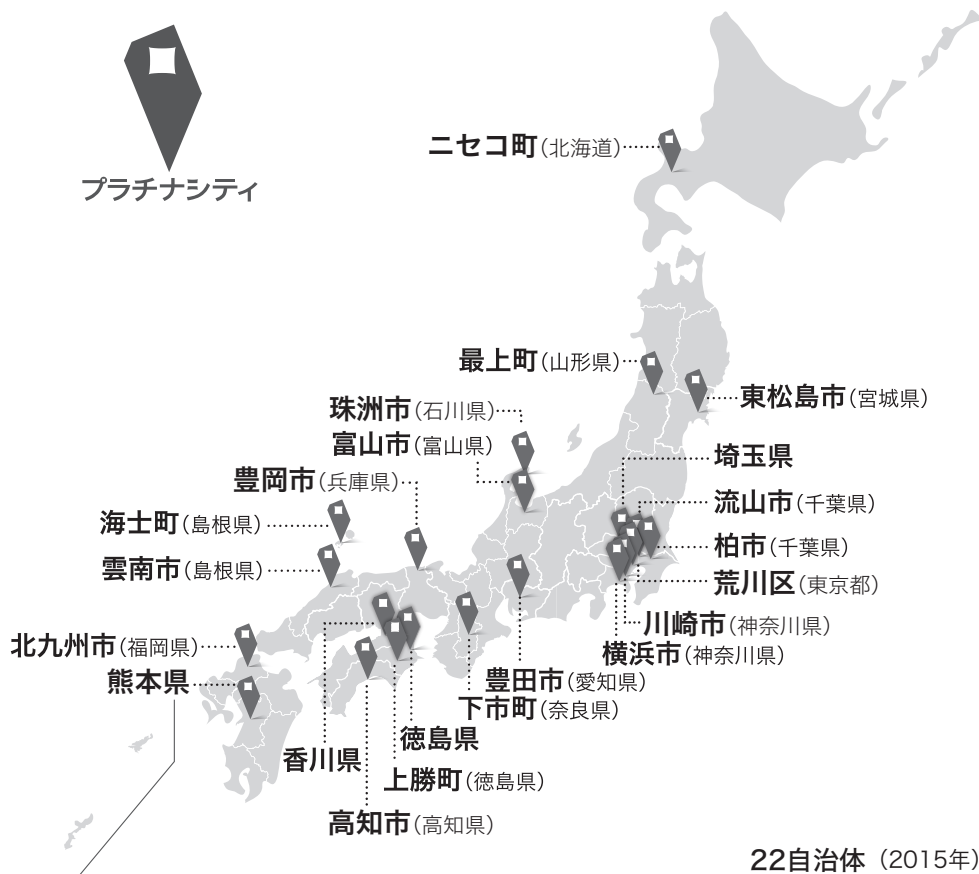 プラチナシティ
ニセコ町(北海道)
最上町(山形県)
東松島市(宮城県)
珠洲市(石川県)
富山市(富山県)
埼玉県
豊岡市(兵庫県)
流山市(千葉県)
海士町(島根県)
柏市(千葉県)
雲南市(島根県)
荒川区(東京都)
川崎市(神奈川県)
北九州市(福岡県)
横浜市(神奈川県)
熊本県
豊田市(愛知県)
下市町(奈良県)
徳島県
香川県
上勝町(徳島県)
高知市(高知県)
22自治体(2015年)